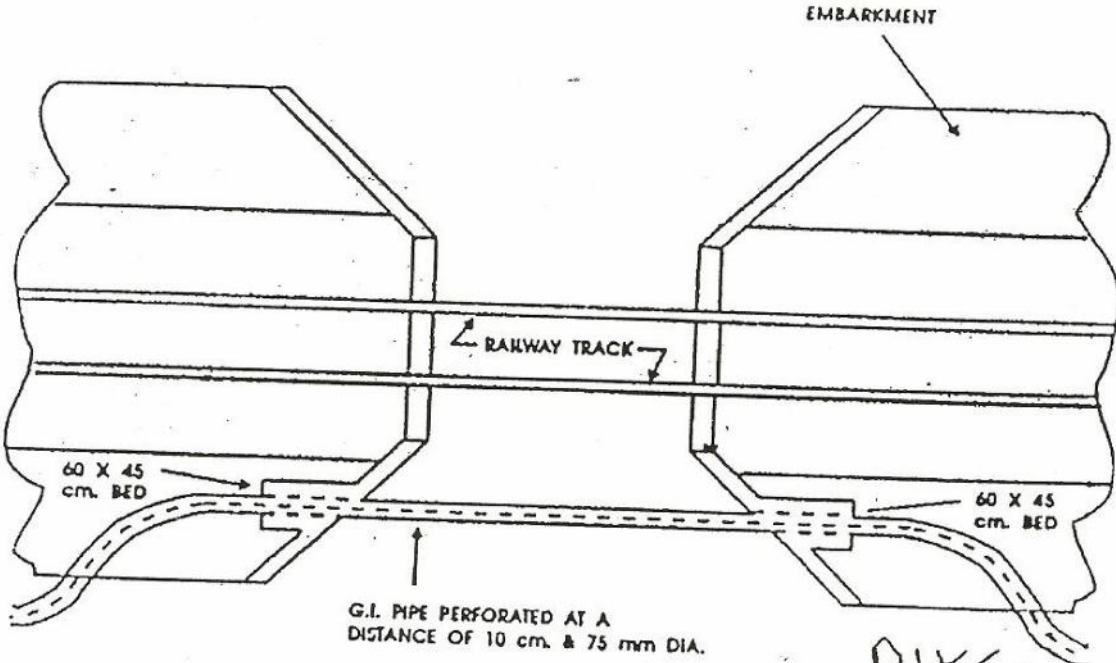 EMBARKMENT
RAILWAY TRACK
60 X 45
cm. BED
60 X 45
cm. BED
G.I. PIPE PERFORATED AT A
DISTANCE OF 10 cm. & 75 mm DIA.